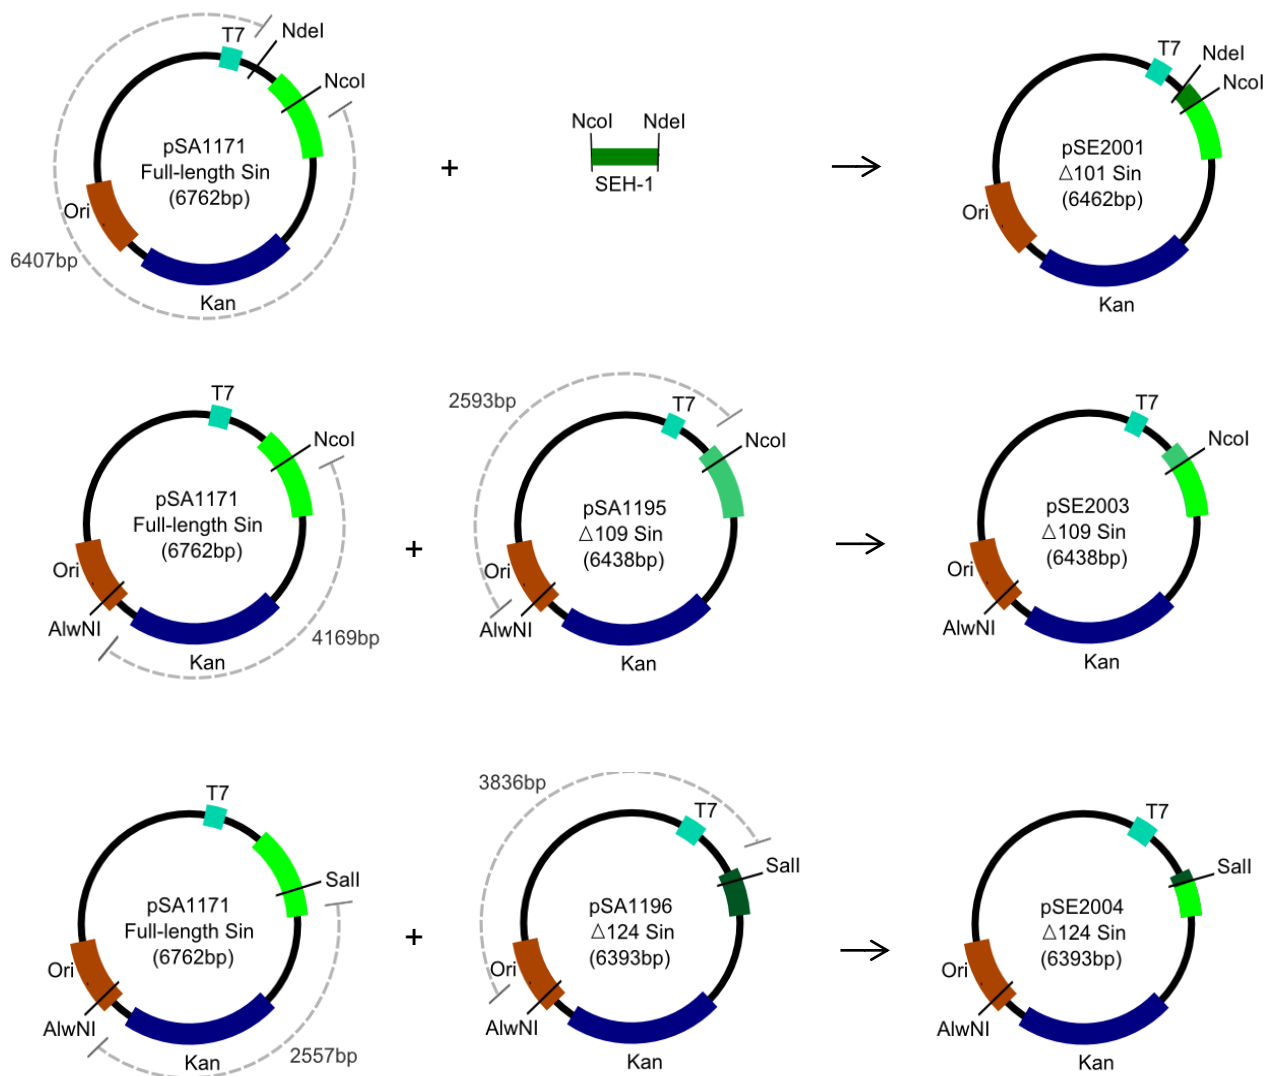 T7
NdeI
NcoI
pSA1171
Full-length Sin
(6762bp)
Ori
6407bp
Kan
+
NcoI
NdeI
SEH-1
T7
NdeI
NcoI
pSE2001
△101 Sin
(6462bp)
Ori
Kan
T7
NcoI
pSA1171
Full-length Sin
(6762bp)
Ori
AlwNI
Kan
4169bp
+
2593bp
T7
NcoI
pSA1195
△109 Sin
(6438bp)
Ori
AlwNI
Kan
T7
NcoI
pSE2003
△109 Sin
(6438bp)
Ori
AlwNI
Kan
T7
SalI
pSA1171
Full-length Sin
(6762bp)
Ori
AlwNI
Kan
2557bp
+
3836bp
T7
SalI
pSA1196
△124 Sin
(6393bp)
Ori
AlwNI
Kan
T7
SalI
pSE2004
△124 Sin
(6393bp)
Ori
AlwNI
Kan